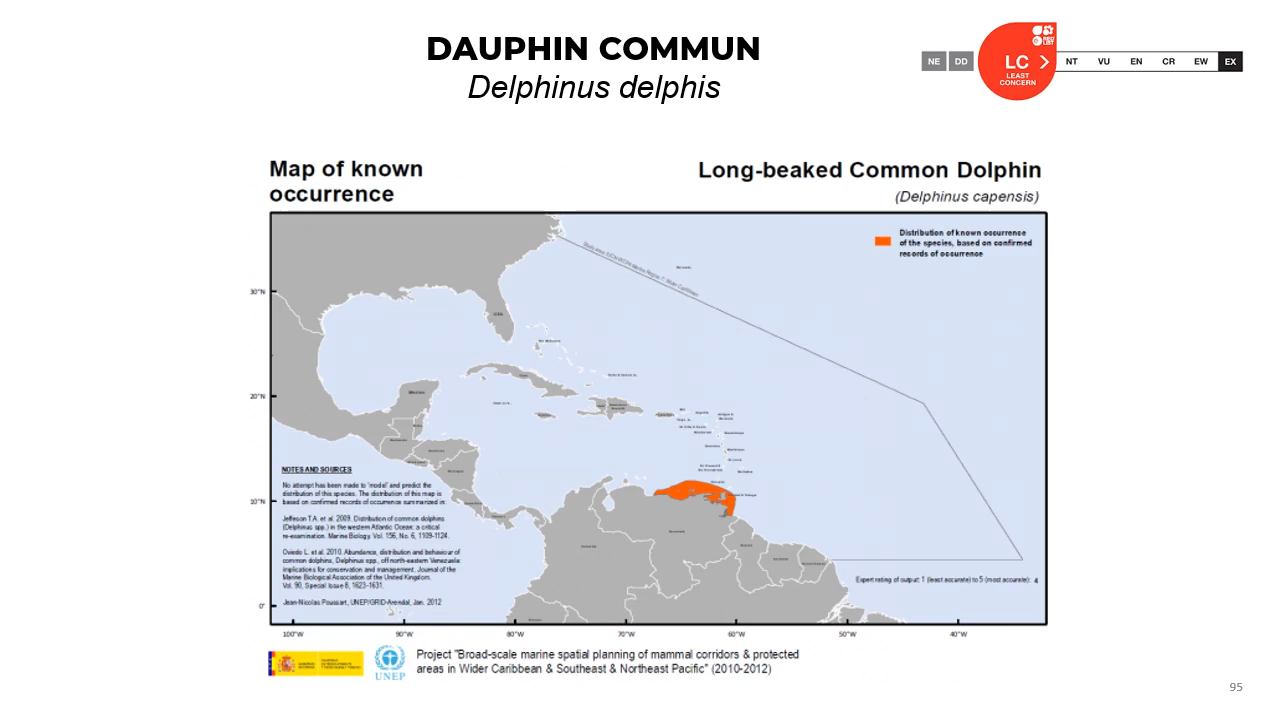 DAUPHIN COMMUN
Delphinus delphis
NE DD LC LEAST CONCERN NT VU EN CR EW EX
RED LIST
Map of known
occurrence
Long-beaked Common Dolphin
(Delphinus capensis)
Distribution of known occurrence
of the species, based on confirmed
records of occurrence
30°N
20°N
10°N
0°
NOTES AND SOURCES
No attempt has been made to 'model' and predict the
distribution of this species. The distribution of this map is
based on confirmed records of occurrence summarized in:
Jefferson T.A. et al. 2009. Distribution of common dolphins
(Delphinus spp.) in the western Atlantic Ocean: a critical
re-examination. Marine Biology. Vol. 156, No. 6, 1109-1124.
Oviedo L. et al. 2010. Abundance, distribution and behaviour of
common dolphins, Delphinus spp., off north-eastern Venezuela:
implications for conservation and management. Journal of the
Marine Biological Association of the United Kingdom.
Vol. 90, Special Issue 8, 1623-1631.
Jean-Nicolas Poussart, UNEP/GRID-Arendal, Jan. 2012
Expert rating of output: 1 (least accurate) to 5 (most accurate): 4
100°W 90°W 80°W 70°W 60°W 50°W 40°W
UNEP
Project "Broad-scale marine spatial planning of mammal corridors & protected
areas in Wider Caribbean & Southeast & Northeast Pacific" (2010-2012)
95